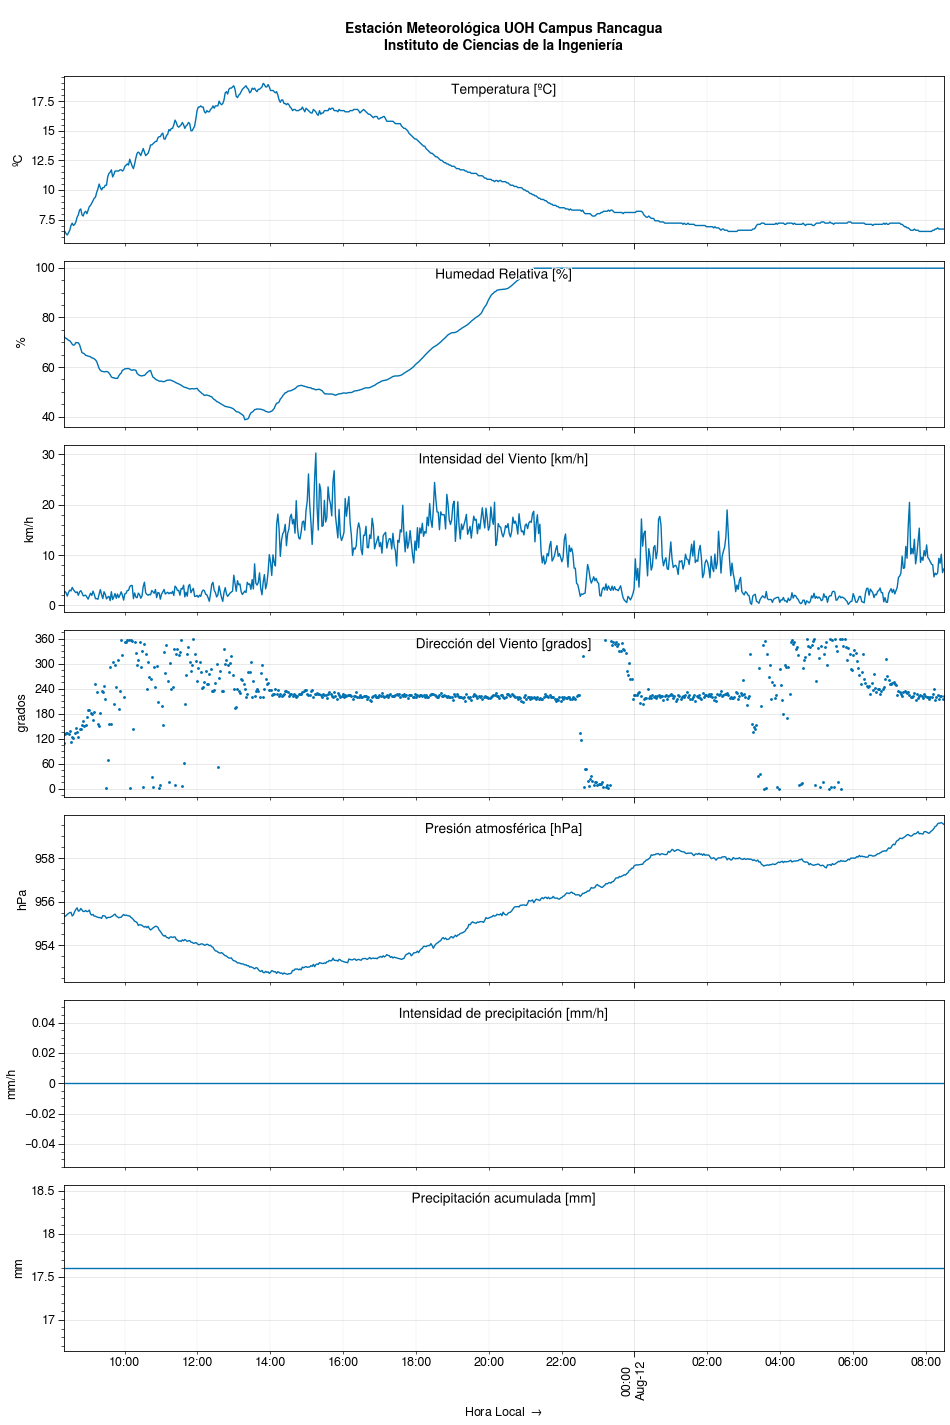 Estación Meteorológica UOH Campus Rancagua
Instituto de Ciencias de la Ingeniería
Temperatura [ºC]
17.5
15
12.5
10
7.5
ºC
Humedad Relativa [%]
100
80
60
40
%
Intensidad del Viento [km/h]
30
20
10
0
km/h
Dirección del Viento [grados]
360
300
240
180
120
60
0
grados
Presión atmosférica [hPa]
958
956
954
hPa
Intensidad de precipitación [mm/h]
0.04
0.02
0
−0.02
−0.04
mm/h
Precipitación acumulada [mm]
18.5
18
17.5
17
mm
10:00 12:00 14:00 16:00 18:00 20:00 22:00 00:00 02:00 04:00 06:00 08:00
Aug-12
Hora Local →